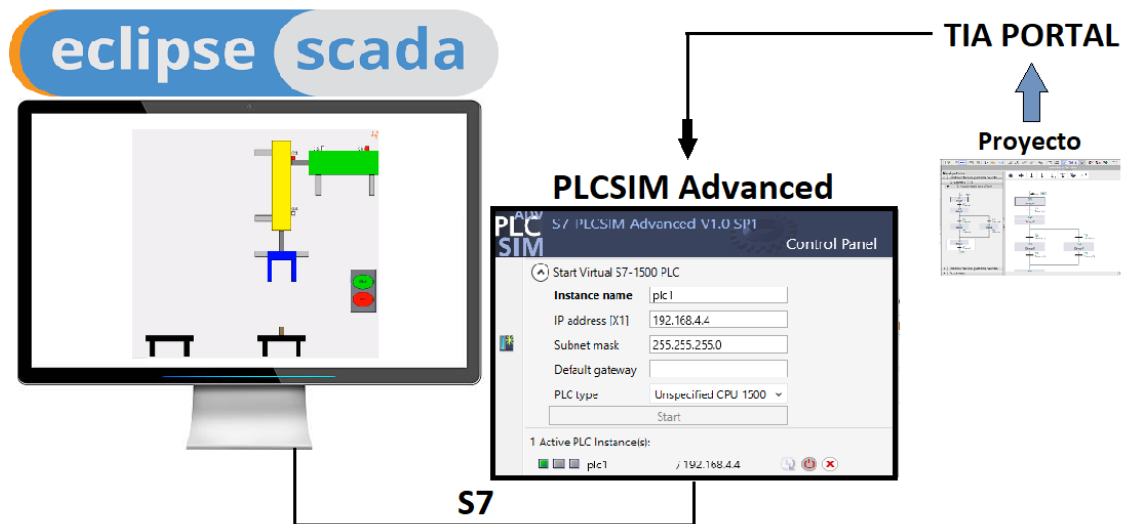 eclipse scada
TIA PORTAL
Proyecto
PLCSIM Advanced
ADV
PLC
SIM
S7 PLCSIM Advanced V1.0 SP1
Control Panel
Start Virtual S7-1500 PLC
Instance name plc1
IP address [X1] 192.168.4.4
Subnet mask 255.255.255.0
Default gateway
PLC type Unspecified CPU 1500
Start
1 Active PLC Instance(s):
plc1 / 192.168.4.4
S7